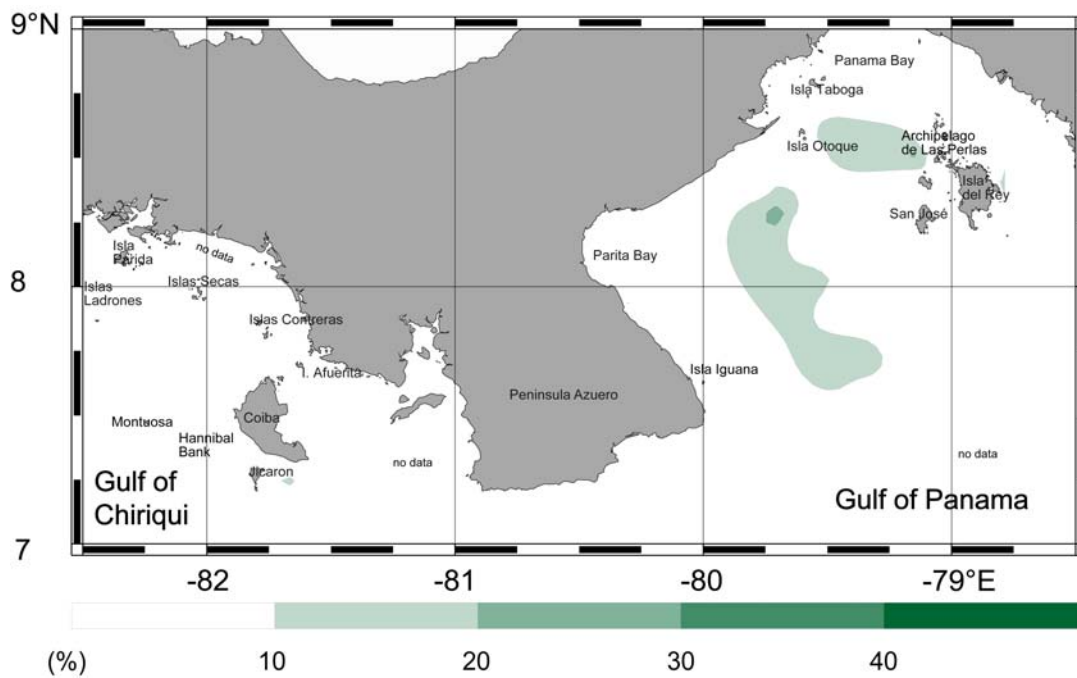 9°N
Panama Bay
Isla Taboga
Isla Otoque
Archipelago
de Las Perlas
Isla
del Rey
San José
Isla
Parida
no data
Parita Bay
Islas Secas
8
Islas
Ladrones
Islas Contreras
I. Afuerita
Isla Iguana
Peninsula Azuero
Coiba
Montuosa
Hannibal
Bank
no data
no data
Jicaron
Gulf of
Chiriqui
Gulf of Panama
7
-82
-81
-80
-79°E
(%)
10
20
30
40